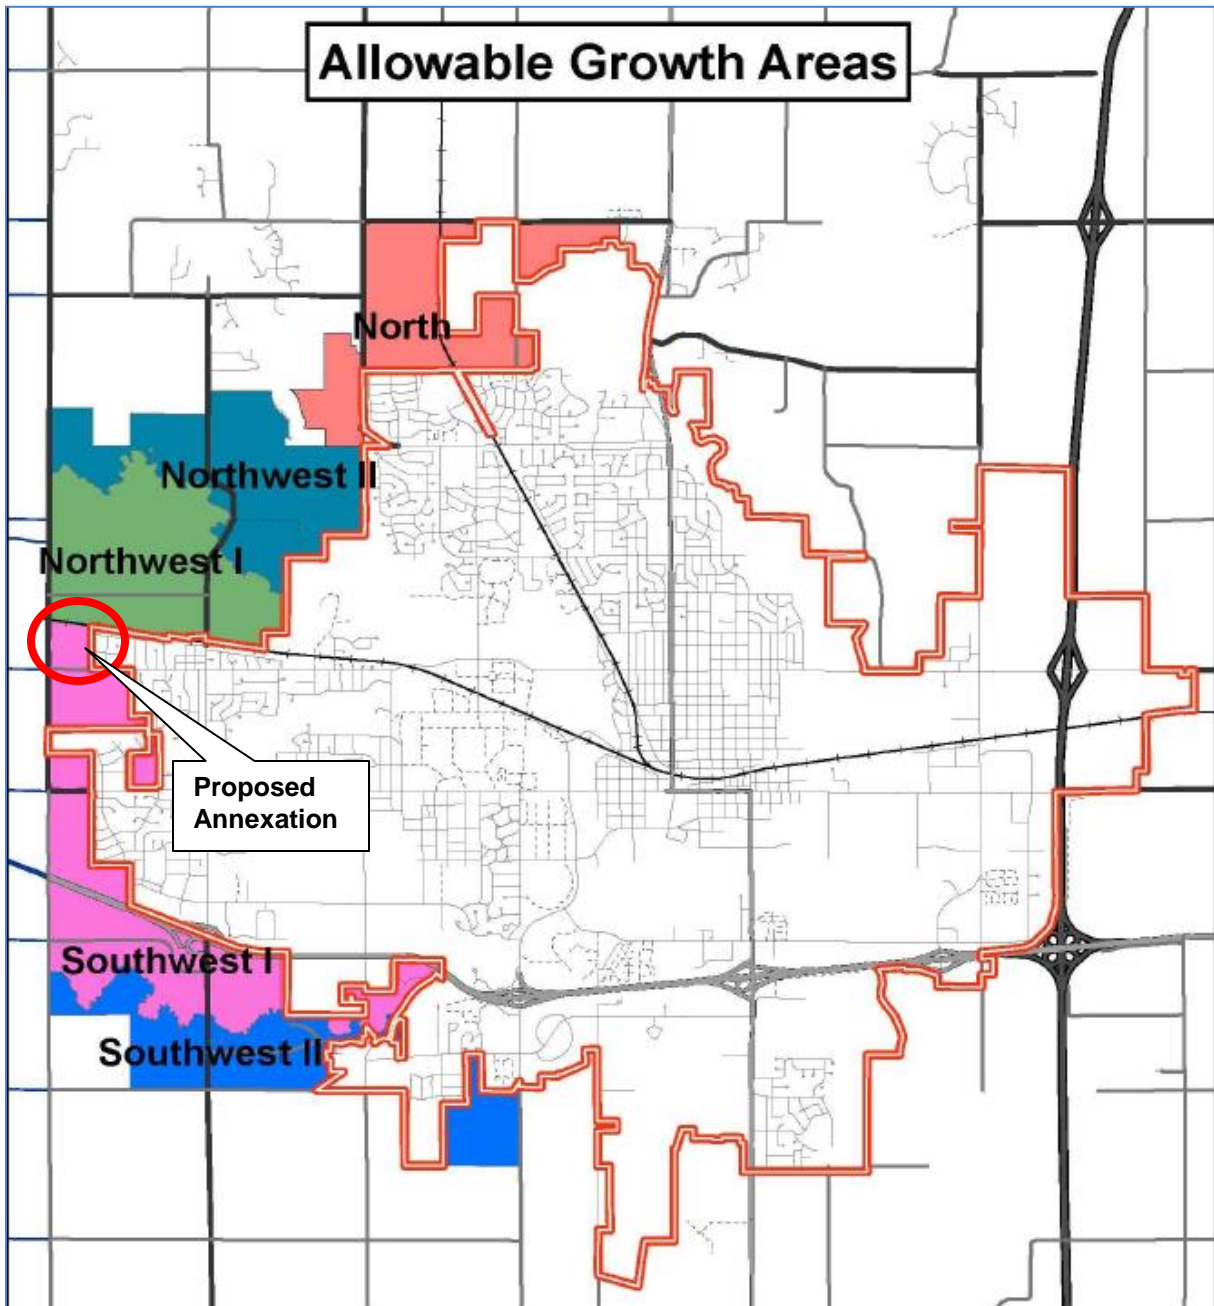 Allowable Growth Areas
North
Northwest II
Northwest I
Proposed
Annexation
Southwest I
Southwest II